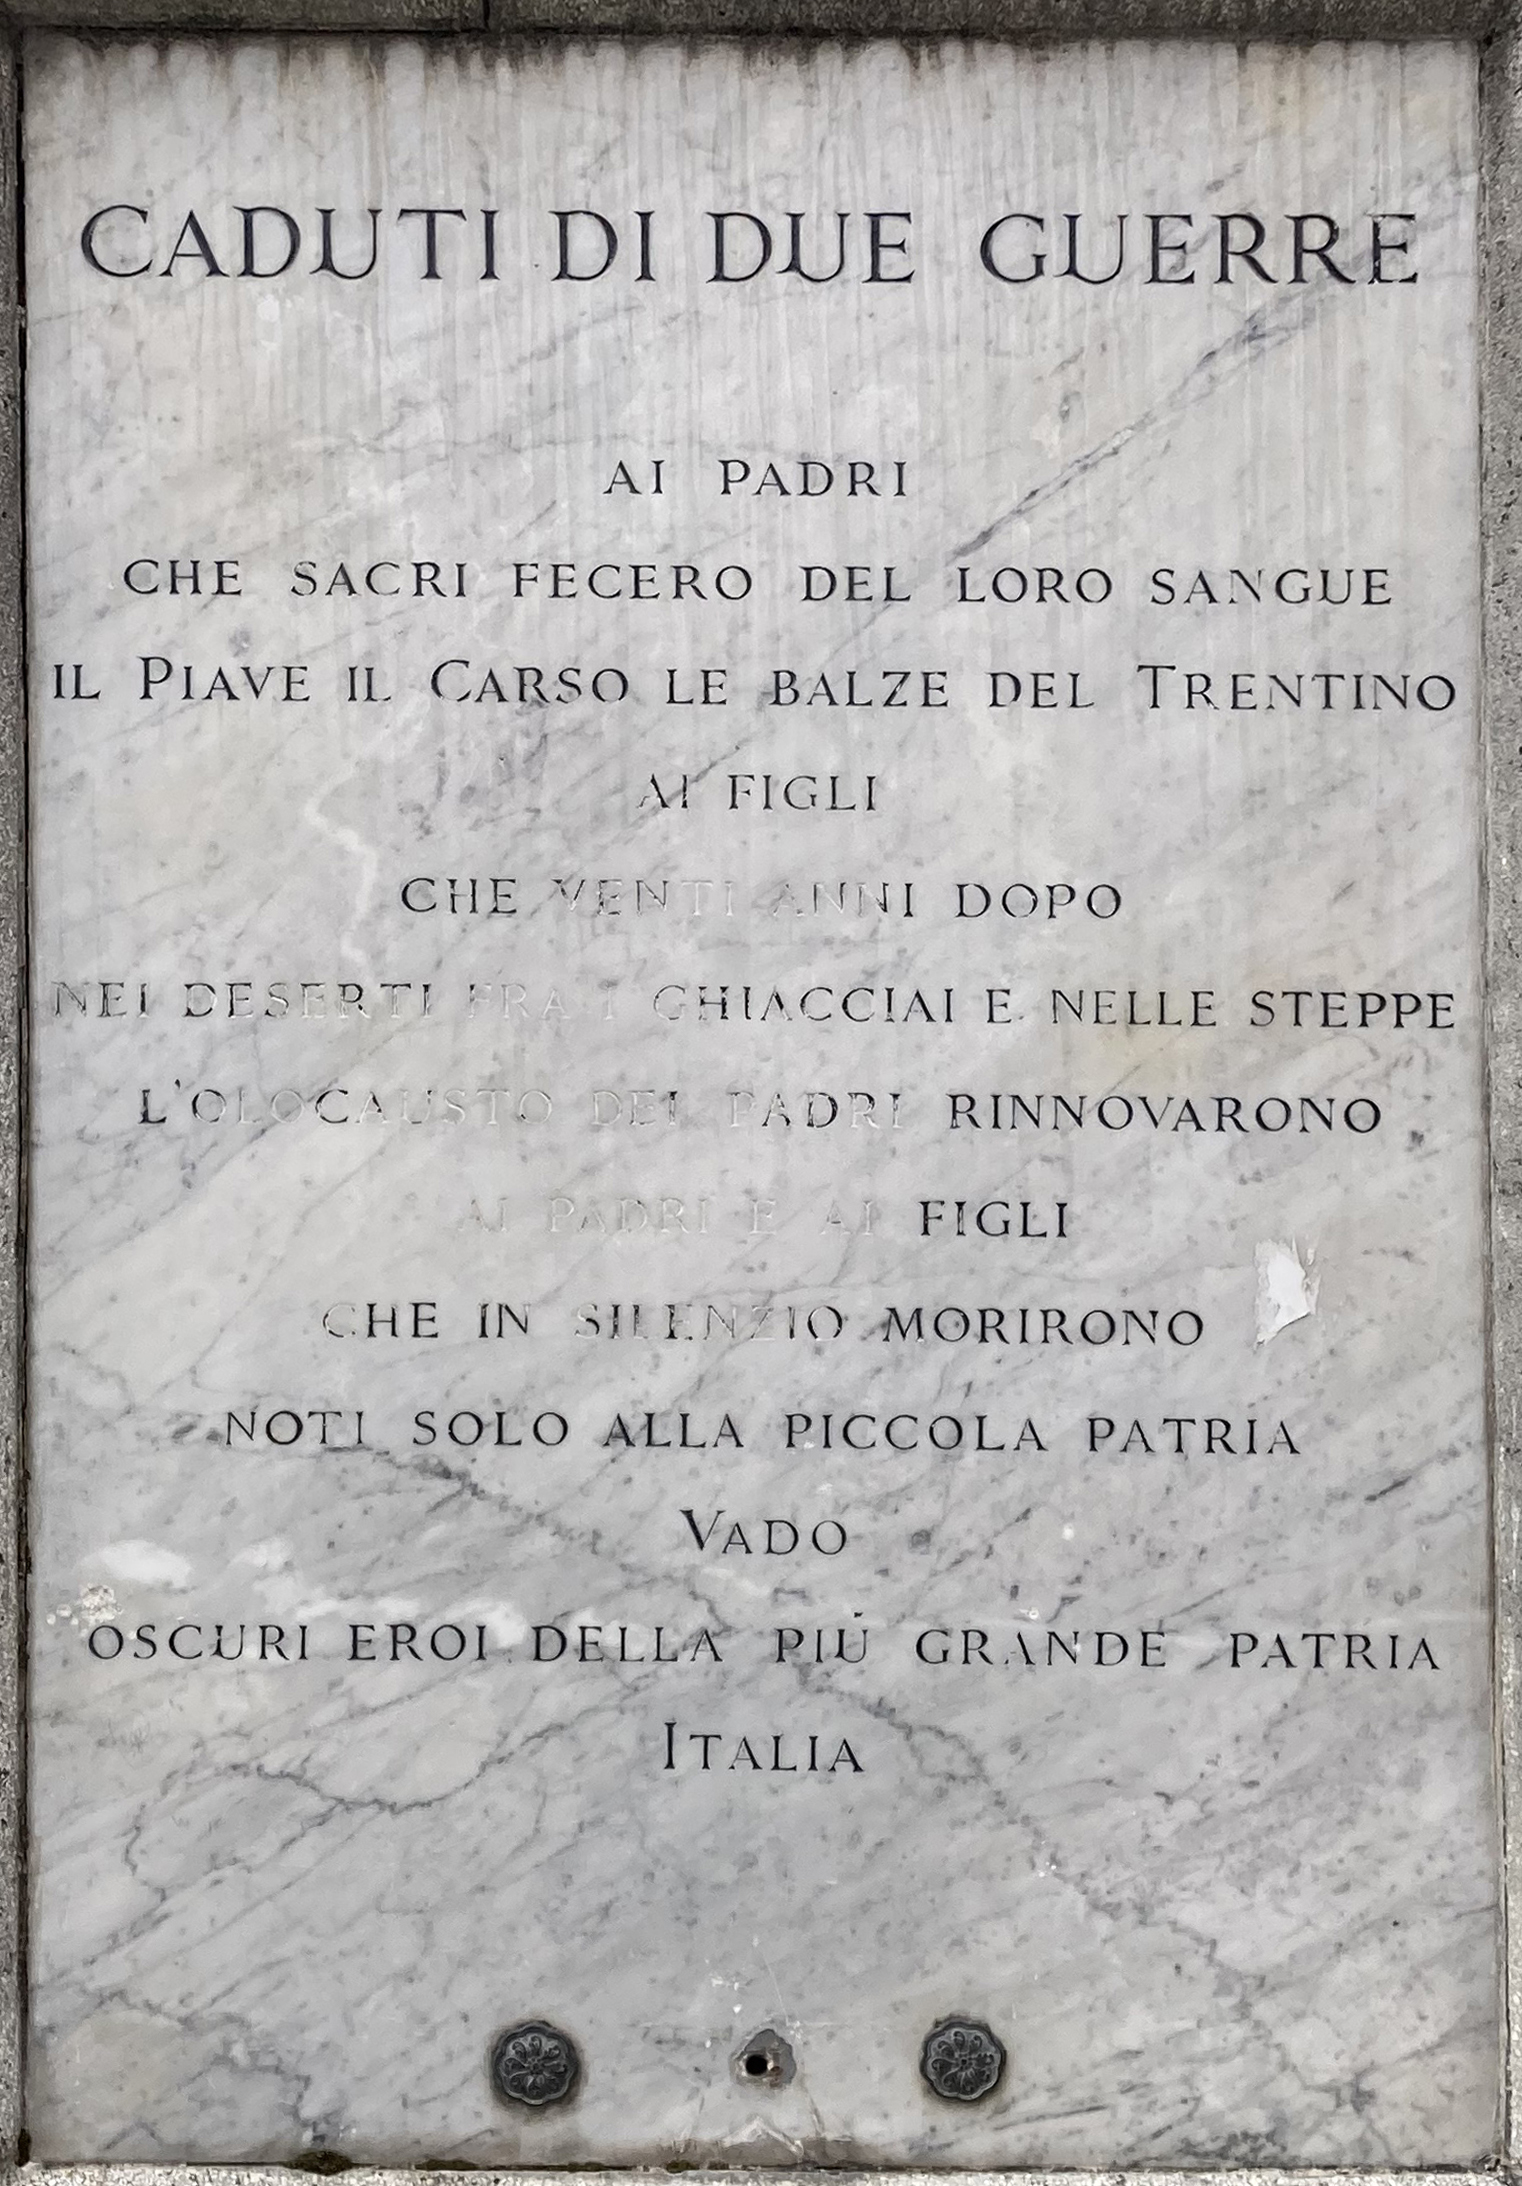 CADUTI DI DUE GUERRE
AI PADRI
CHE SACRI FECERO DEL LORO SANGUE
IL PIAVE IL CARSO LE BALZE DEL TRENTINO
AI FIGLI
CHE VENTI ANNI DOPO
NEI DESERTI FRA I GHIACCIAI E NELLE STEPPE
L'OLOCAUSTO DEI PADRI RINNOVARONO
AI PADRI E AI FIGLI
CHE IN SILENZIO MORIRONO
NOTI SOLO ALLA PICCOLA PATRIA
VADO
OSCURI EROI DELLA PIÙ GRANDE PATRIA
ITALIA